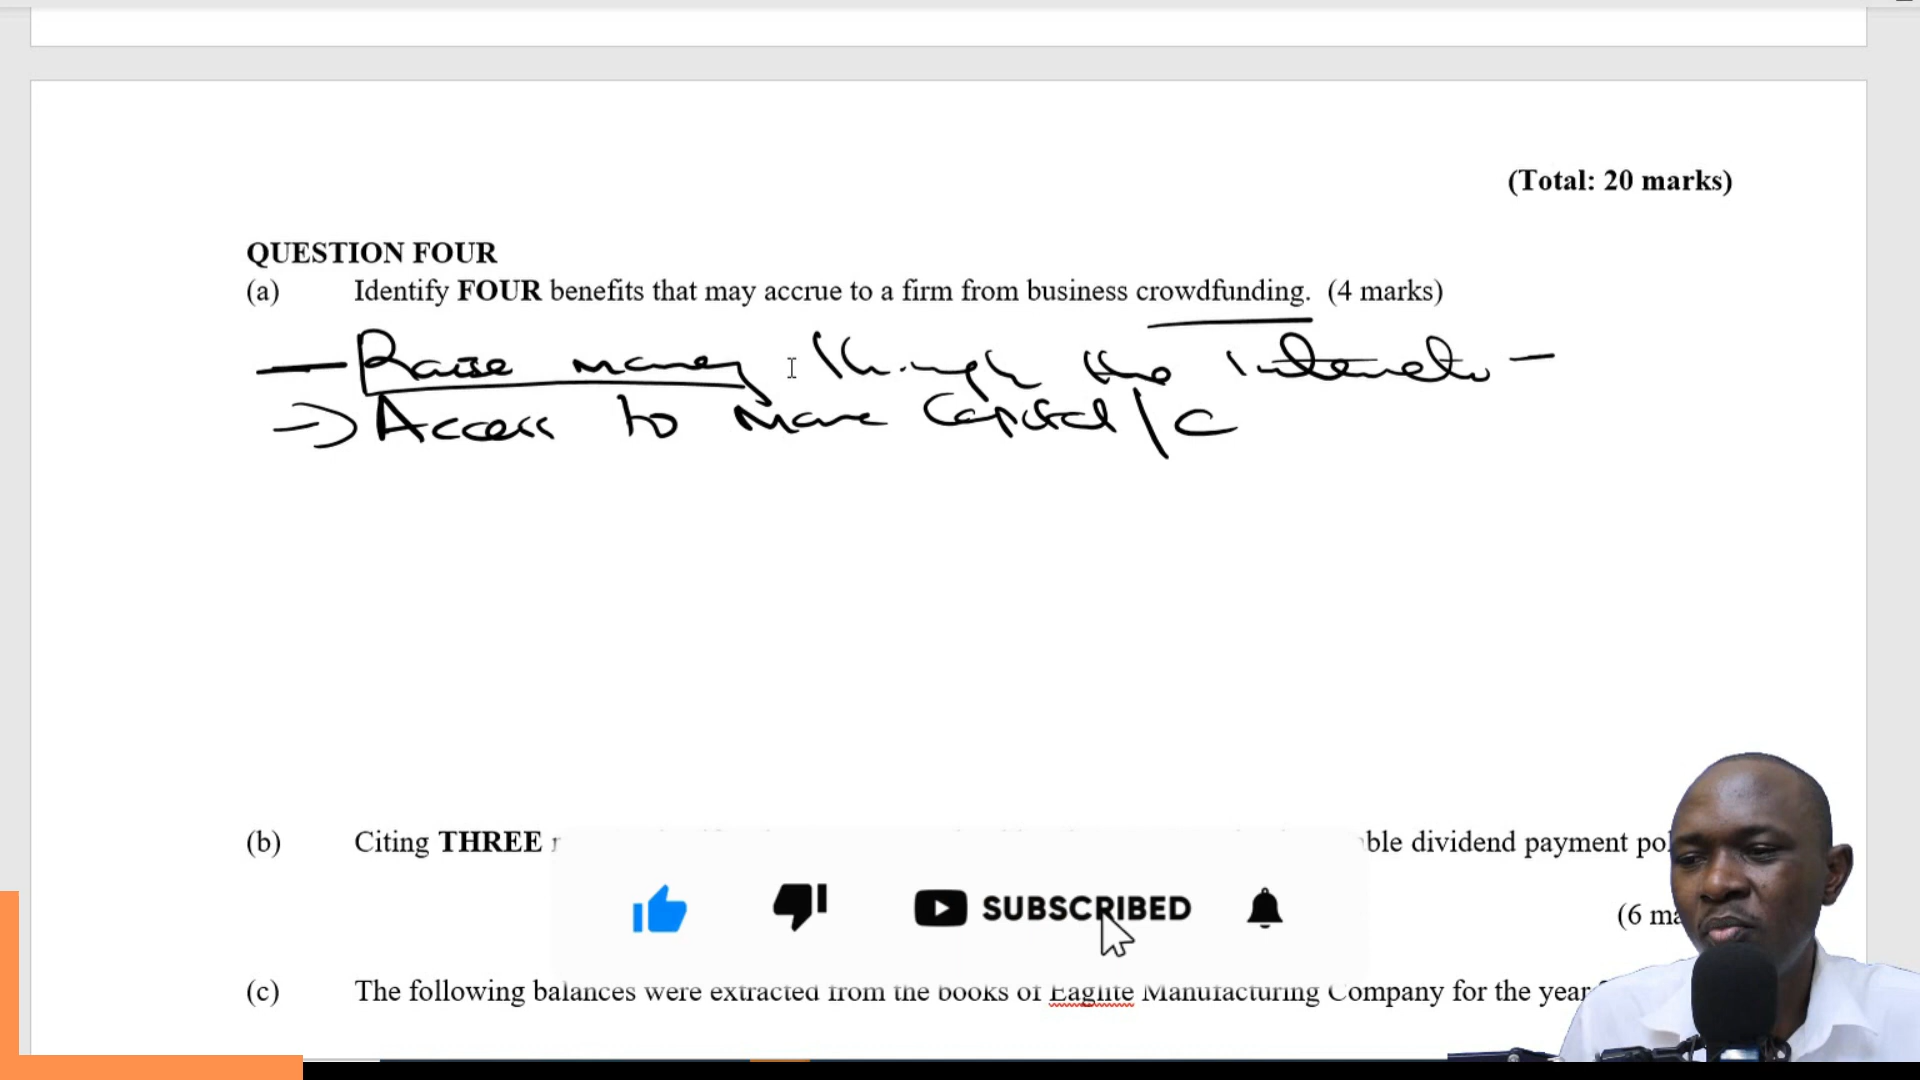 (Total: 20 marks)
QUESTION FOUR
(a) Identify FOUR benefits that may accrue to a firm from business crowdfunding. (4 marks)
— Raise money through the Internet –
=> Access to more Capital / C
(b) Citing THREE ble dividend payment
(6
SUBSCRIBED
(c) The following balances were extracted from the books of Eaglite Manufacturing Company for the year